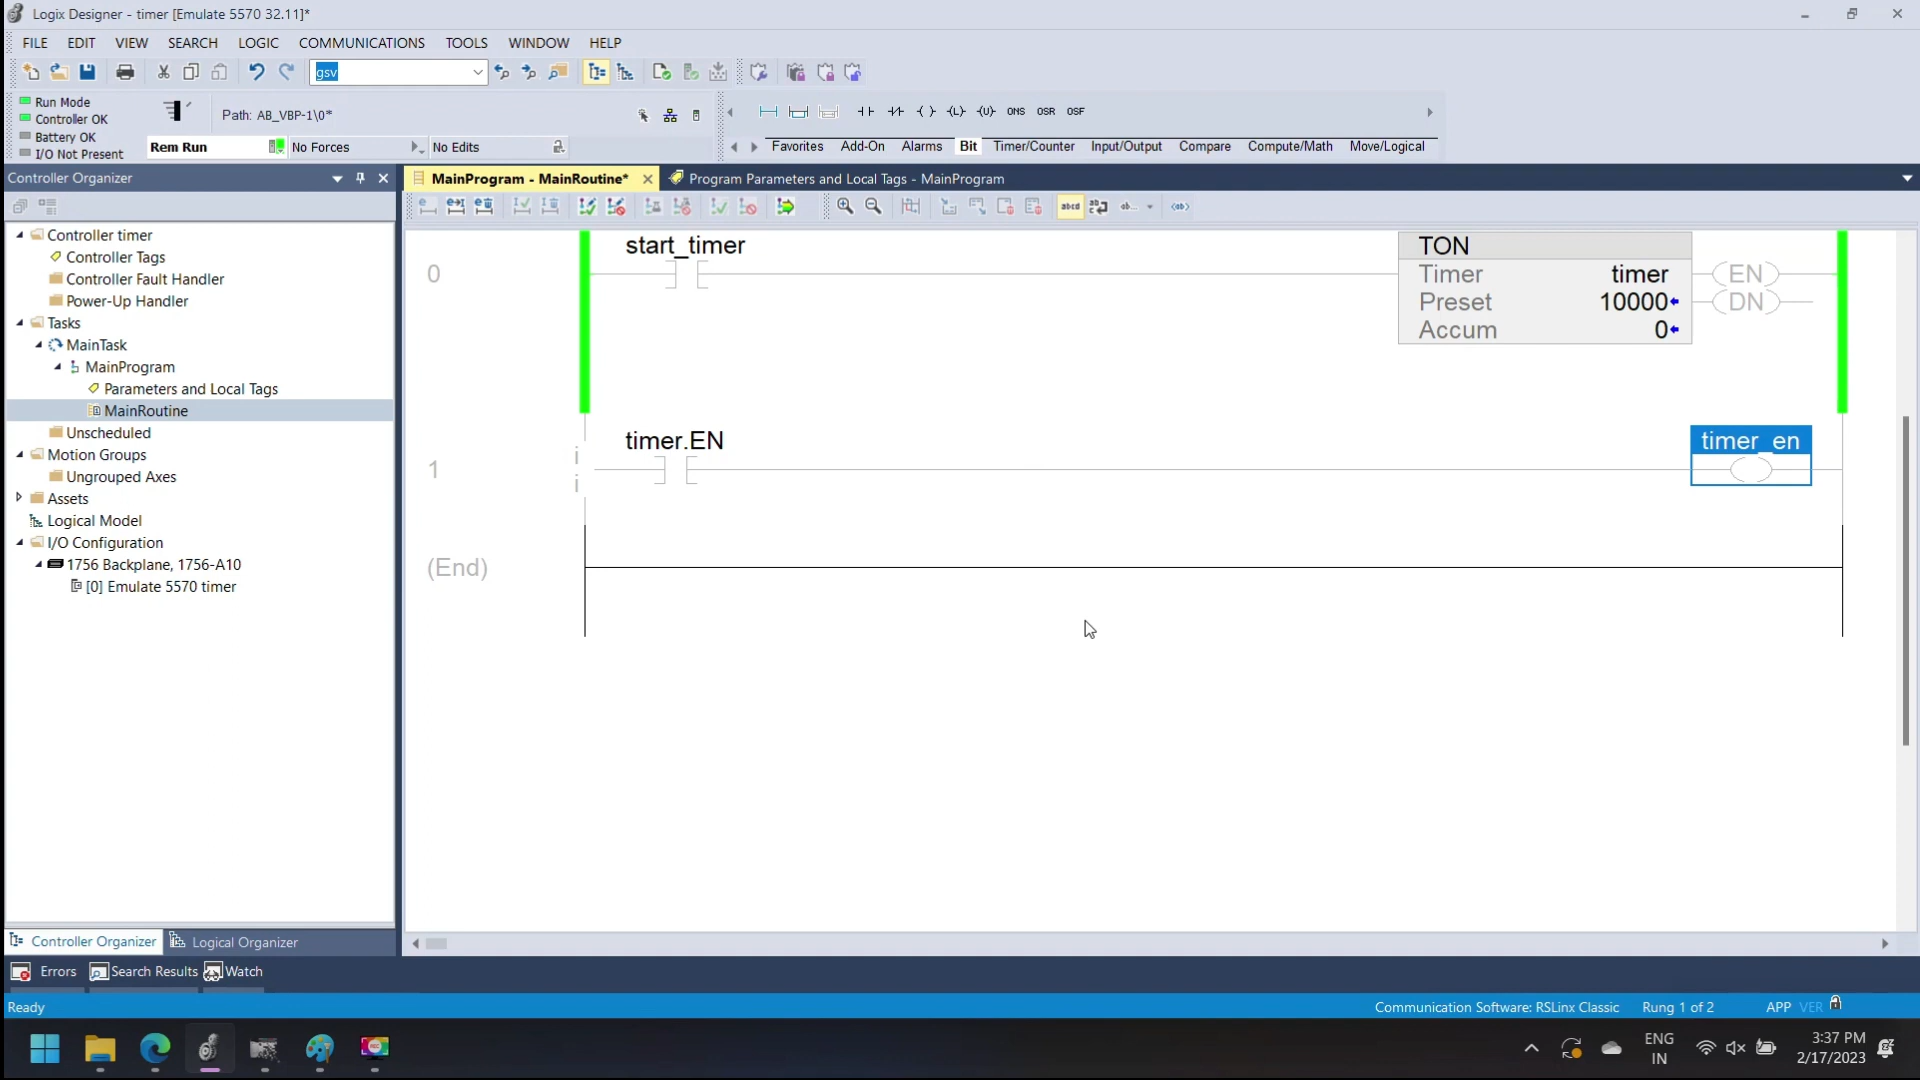 Logix Designer - timer [Emulate 5570 32.11]*
FILE EDIT VIEW SEARCH LOGIC COMMUNICATIONS TOOLS WINDOW HELP
gsv
Run Mode
Controller OK
Battery OK
I/O Not Present
Path: AB_VBP-1\0*
Rem Run No Forces No Edits
ONS OSR OSF
Favorites Add-On Alarms Bit Timer/Counter Input/Output Compare Compute/Math Move/Logical
Controller Organizer
MainProgram - MainRoutine* Program Parameters and Local Tags - MainProgram
Controller timer
Controller Tags
Controller Fault Handler
Power-Up Handler
Tasks
MainTask
MainProgram
Parameters and Local Tags
MainRoutine
Unscheduled
Motion Groups
Ungrouped Axes
Assets
Logical Model
I/O Configuration
1756 Backplane, 1756-A10
[0] Emulate 5570 timer
0
start_timer
TON
Timer timer
Preset 10000
Accum 0
EN
DN
1
i
i
timer.EN
timer_en
(End)
Controller Organizer Logical Organizer
Errors Search Results Watch
Ready
Communication Software: RSLinx Classic Rung 1 of 2 APP VER
ENG
IN
3:37 PM
2/17/2023